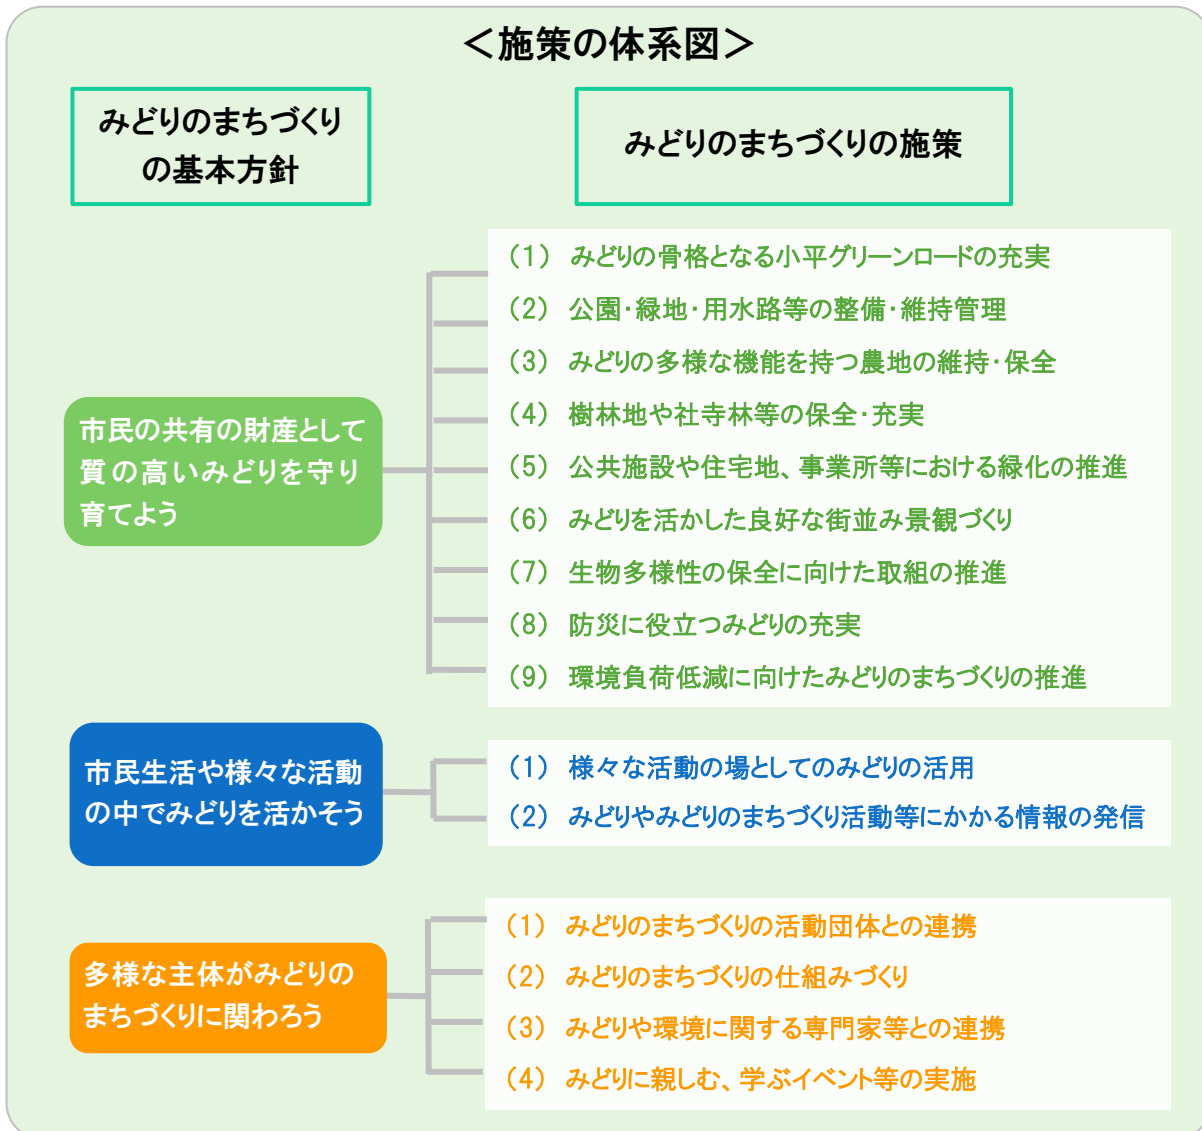 ＜施策の体系図＞
みどりのまちづくり
の基本方針
みどりのまちづくりの施策
市民の共有の財産として
質の高いみどりを守り
育てよう
（1） みどりの骨格となる小平グリーンロードの充実
（2） 公園・緑地・用水路等の整備・維持管理
（3） みどりの多様な機能を持つ農地の維持・保全
（4） 樹林地や社寺林等の保全・充実
（5） 公共施設や住宅地、事業所等における緑化の推進
（6） みどりを活かした良好な街並み景観づくり
（7） 生物多様性の保全に向けた取組の推進
（8） 防災に役立つみどりの充実
（9） 環境負荷低減に向けたみどりのまちづくりの推進
市民生活や様々な活動
の中でみどりを活かそう
（1） 様々な活動の場としてのみどりの活用
（2） みどりやみどりのまちづくり活動等にかかる情報の発信
多様な主体がみどりの
まちづくりに関わろう
（1） みどりのまちづくりの活動団体との連携
（2） みどりのまちづくりの仕組みづくり
（3） みどりや環境に関する専門家等との連携
（4） みどりに親しむ、学ぶイベント等の実施